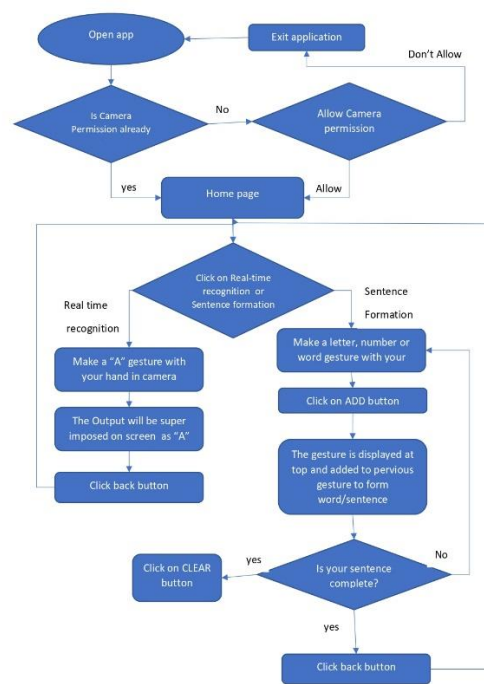 Open app
Exit application
Don't Allow
Is Camera
Permission already
No
Allow Camera
permission
yes
Home page
Allow
Click on Real-time
recognition or
Sentence formation
Real time
recognition
Sentence
Formation
Make a "A" gesture with
your hand in camera
Make a letter, number or
word gesture with your
The Output will be super
imposed on screen as "A"
Click on ADD button
Click back button
The gesture is displayed at
top and added to pervious
gesture to form
word/sentence
Click on CLEAR
button
yes
Is your sentence
complete?
No
yes
Click back button